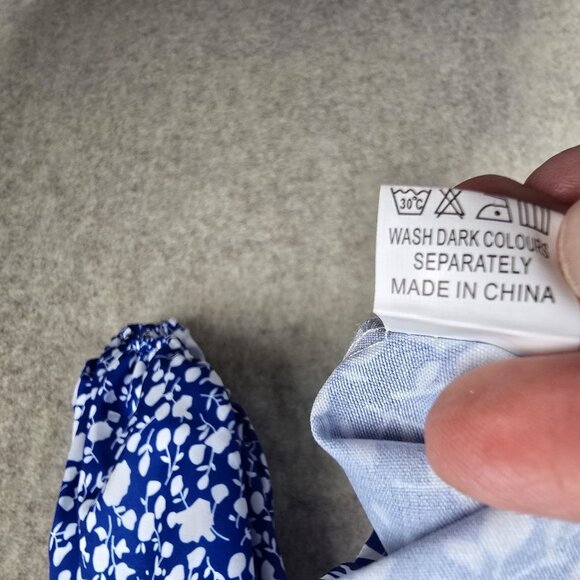 30°C
WASH DARK COLOURS
SEPARATELY
MADE IN CHINA